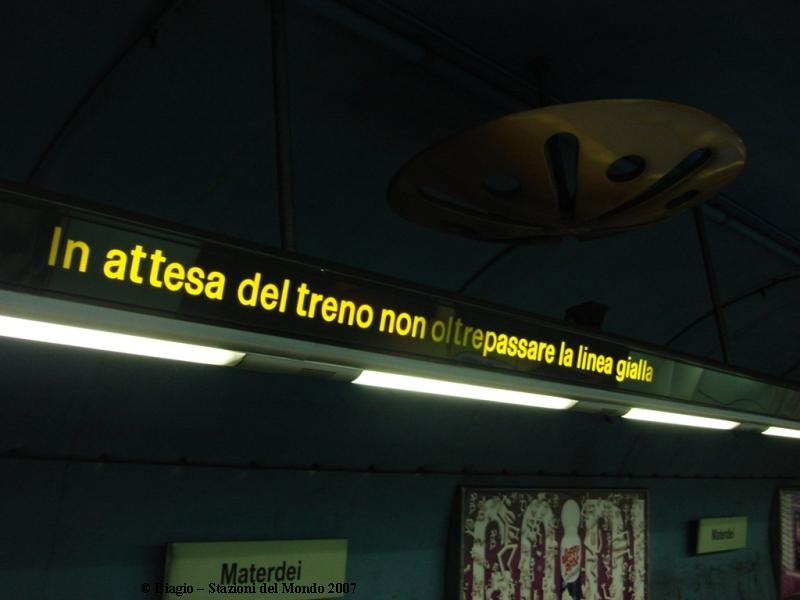 In attesa del treno non oltrepassare la linea gialla
Materdei
Materdei
© Biagio – Stazioni del Mondo 2007